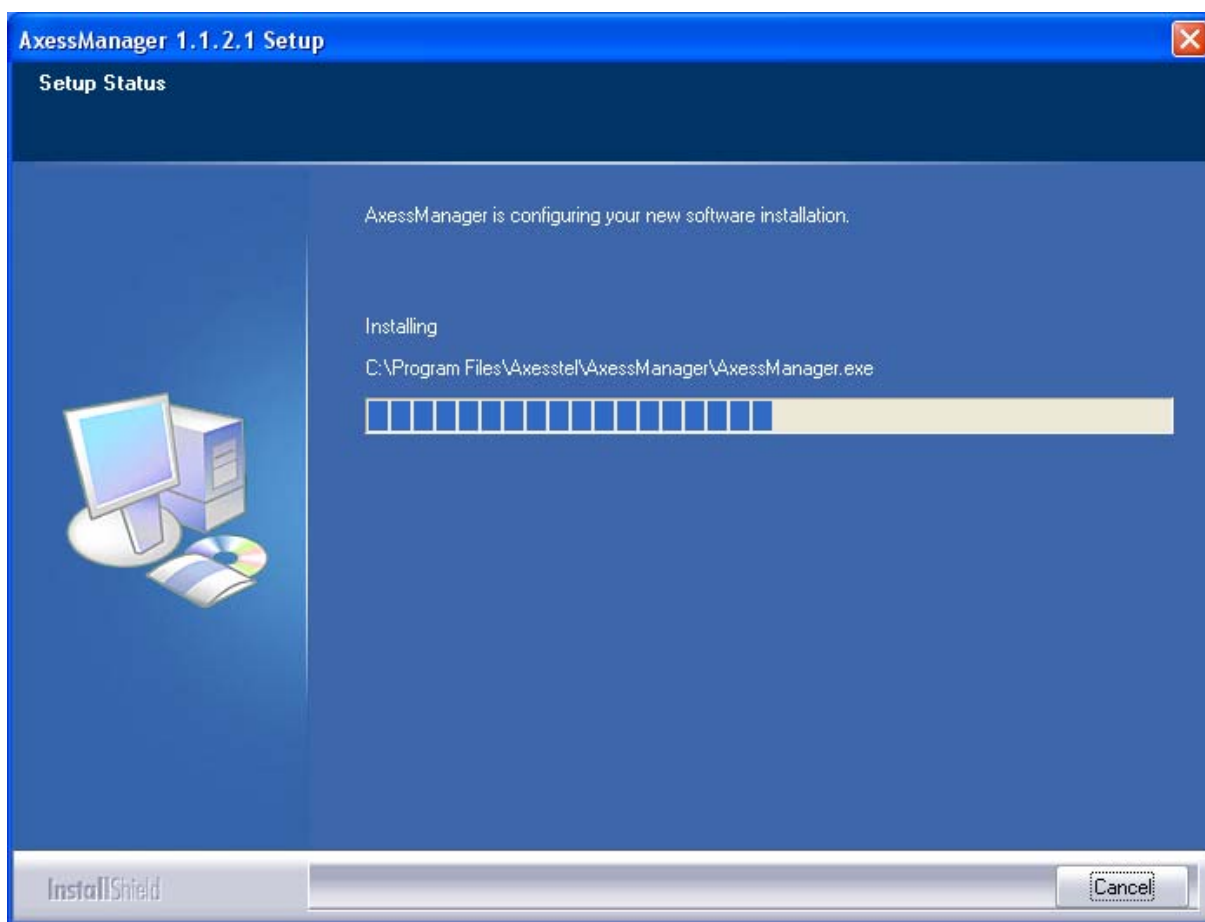 AxessManager 1.1.2.1 Setup
Setup Status
AxessManager is configuring your new software installation.
Installing
C:\Program Files\Axesstel\AxessManager\AxessManager.exe
InstallShield
Cancel